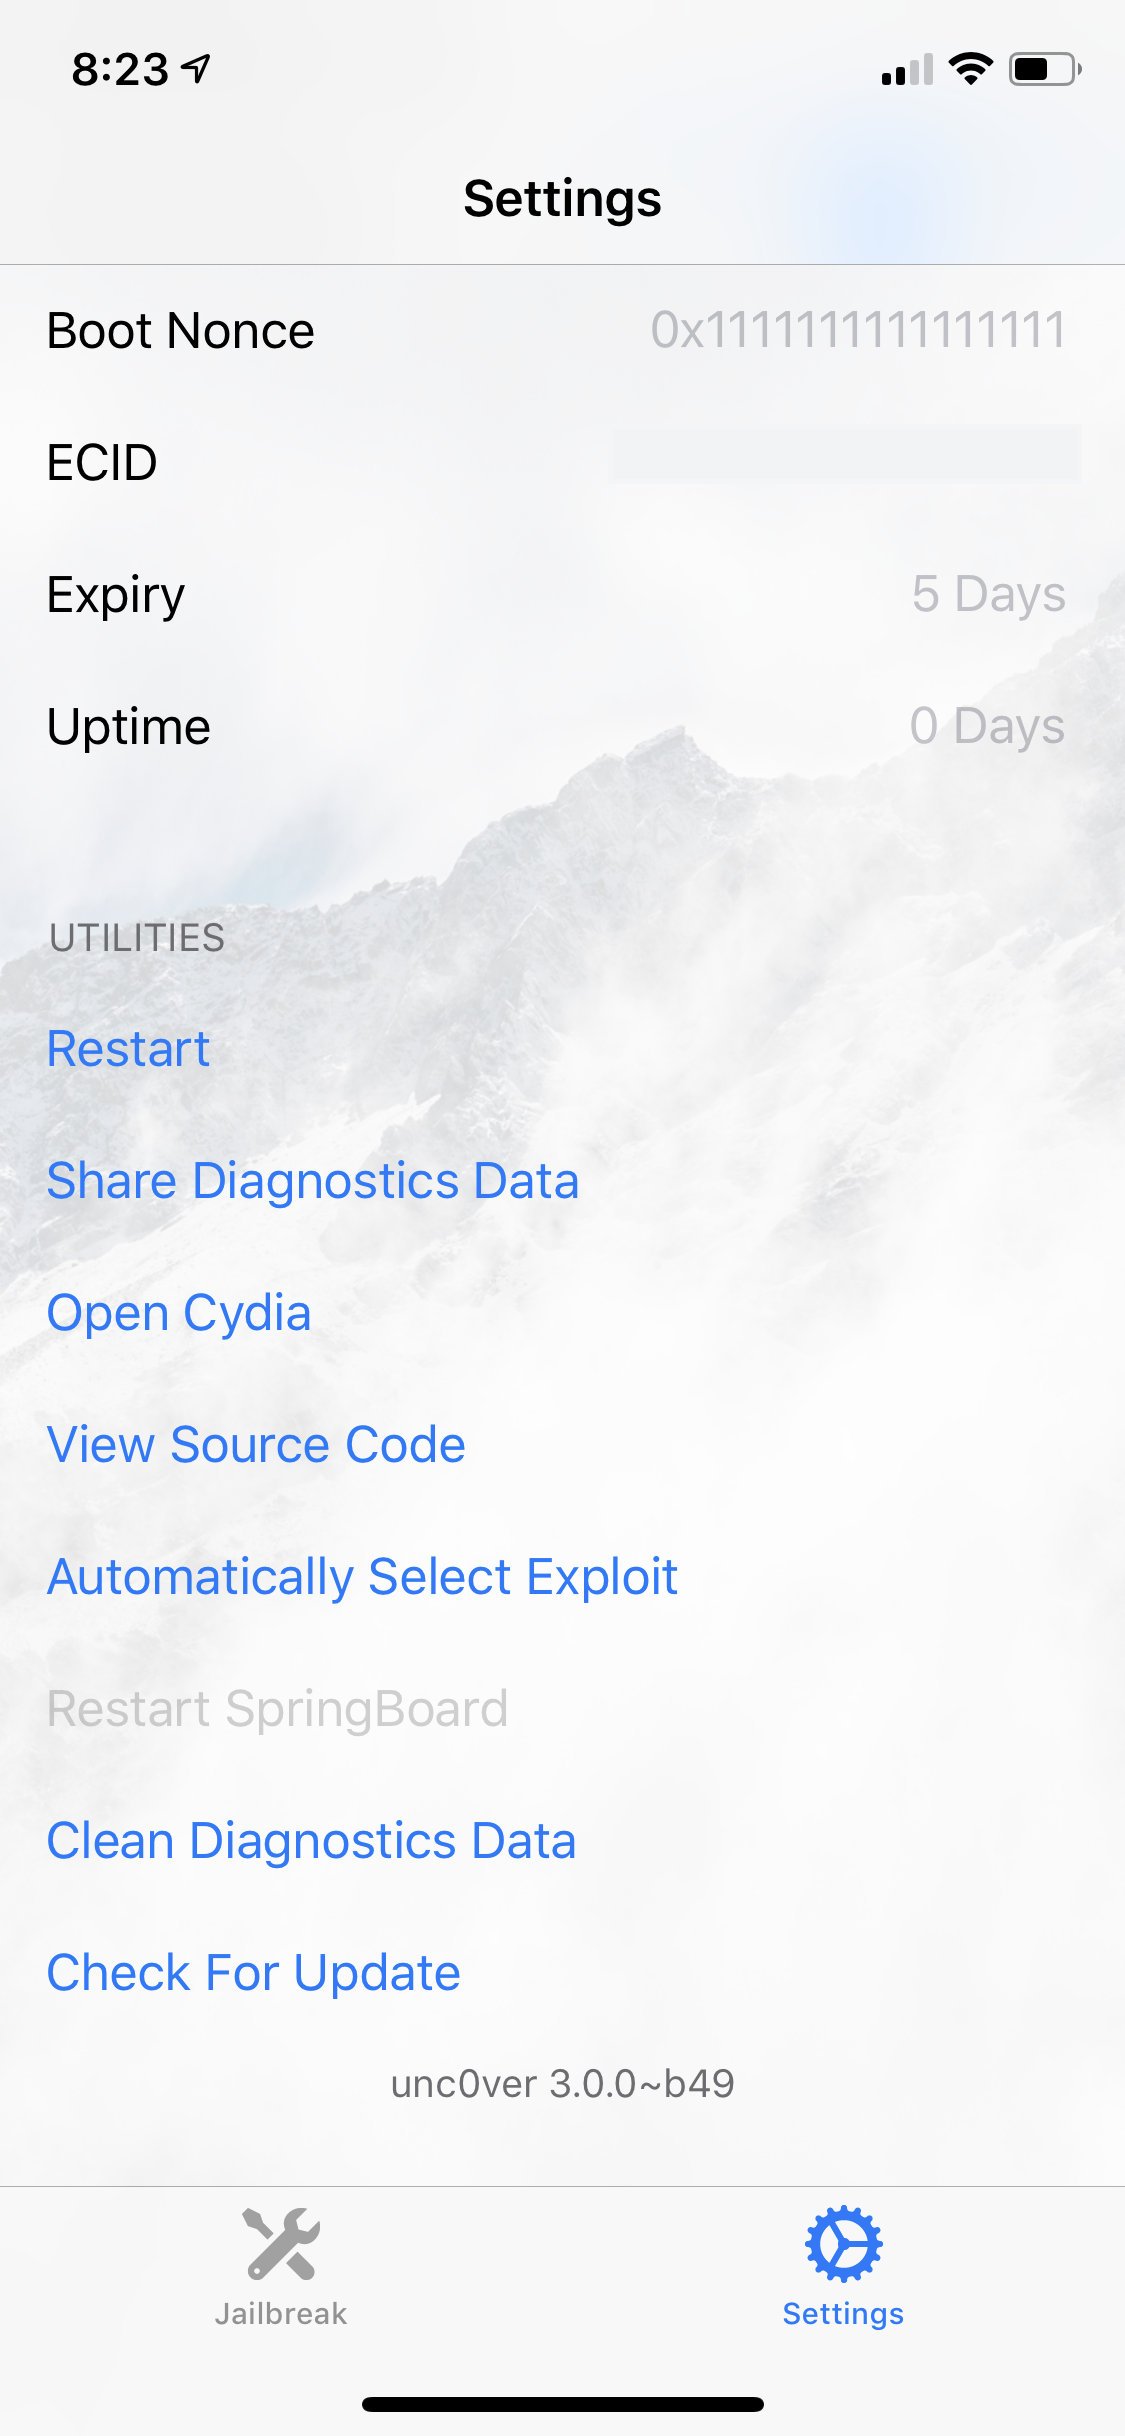 8:23
Settings
Boot Nonce 0x1111111111111111
ECID
Expiry 5 Days
Uptime 0 Days
UTILITIES
Restart
Share Diagnostics Data
Open Cydia
View Source Code
Automatically Select Exploit
Restart SpringBoard
Clean Diagnostics Data
Check For Update
unc0ver 3.0.0~b49
Jailbreak Settings